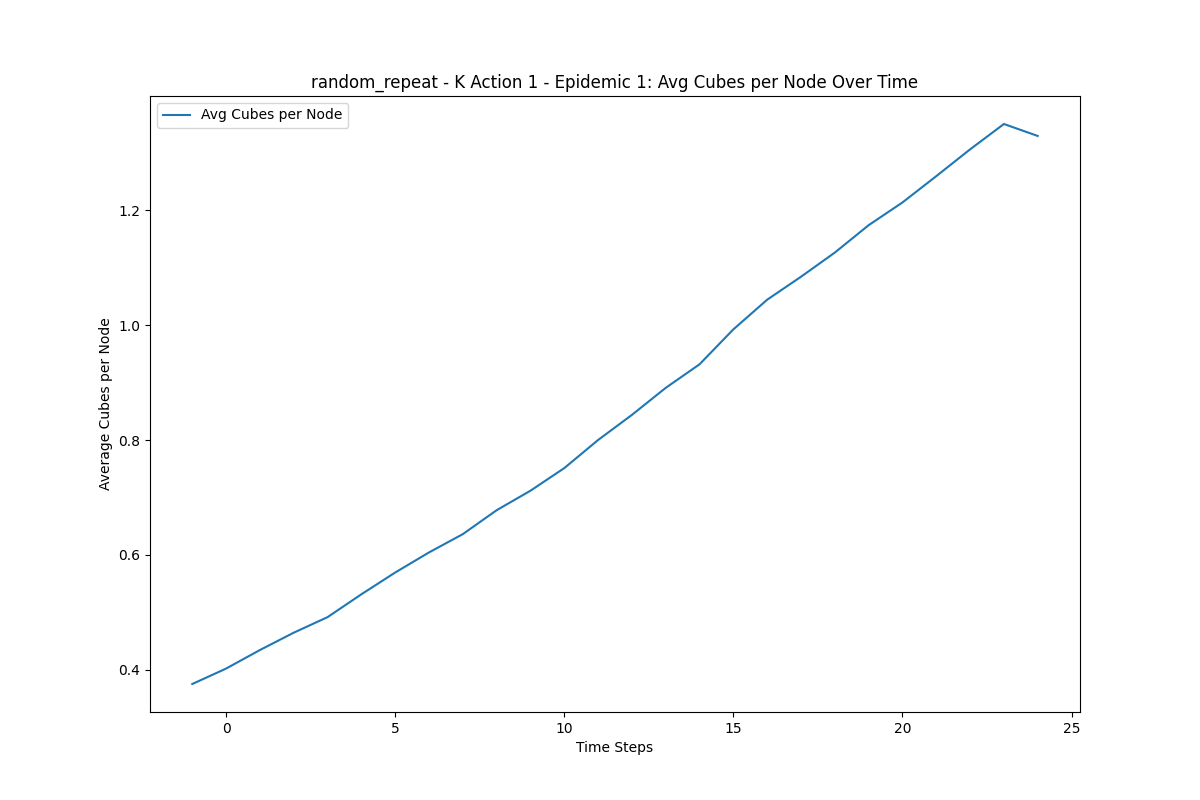 random_repeat - K Action 1 - Epidemic 1: Avg Cubes per Node Over Time
Avg Cubes per Node
Average Cubes per Node
1.2
1.0
0.8
0.6
0.4
0 5 10 15 20 25
Time Steps